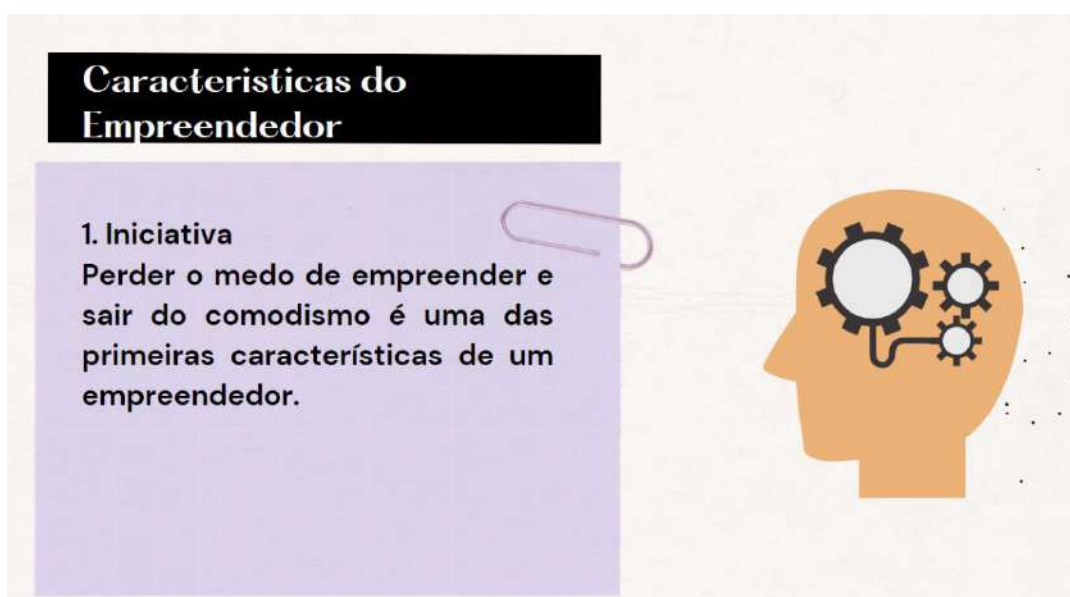 Caracteristicas do
Empreendedor
1. Iniciativa
Perder o medo de empreender e
sair do comodismo é uma das
primeiras características de um
empreendedor.